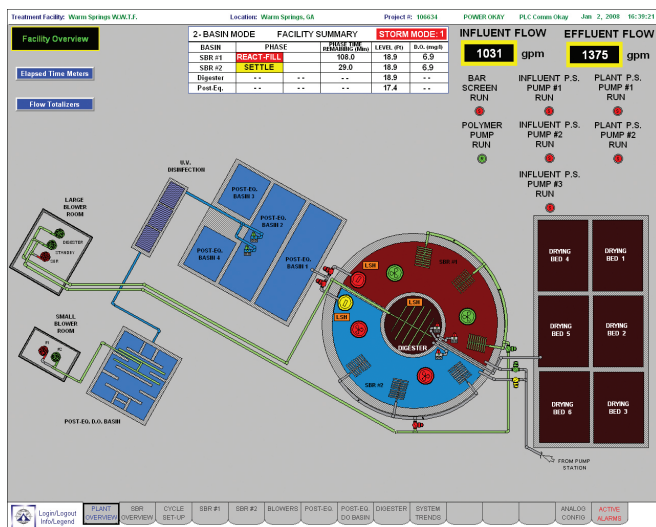 Treatment Facility: Warm Springs W.W.T.F. Location: Warm Springs, GA Project #: 106634 POWER OKAY PLC Comm Okay Jan 2, 2008 16:39:21
Facility Overview
Elapsed Time Meters
Flow Totalizers
2- BASIN MODE FACILITY SUMMARY STORM MODE: 1
BASIN PHASE PHASE TIME REMAINING (Min) LEVEL (Ft) D.O. (mg/l)
SBR #1 REACT-FILL 108.0 18.9 6.9
SBR #2 SETTLE 29.0 18.9 6.9
Digester -- -- 18.9 --
Post-Eq. -- -- 17.4 --
INFLUENT FLOW
1031 gpm
EFFLUENT FLOW
1375 gpm
BAR
SCREEN
RUN
INFLUENT P.S.
PUMP #1
RUN
PLANT P.S.
PUMP #1
RUN
POLYMER
PUMP
RUN
INFLUENT P.S.
PUMP #2
RUN
PLANT P.S.
PUMP #2
RUN
INFLUENT P.S.
PUMP #3
RUN
U.V.
DISINFECTION
LARGE
BLOWER
ROOM
DIGESTER
STANDBY
SBR
SMALL
BLOWER
ROOM
#1
#2
POST-EQ. D.O. BASIN
POST-EQ.
BASIN 3
POST-EQ.
BASIN 2
POST-EQ.
BASIN 4
POST-EQ.
BASIN 1
SBR #1
LSH
LSH
LSH
DIGESTER
SBR #2
DRYING
BED 4
DRYING
BED 1
DRYING
BED 5
DRYING
BED 2
DRYING
BED 6
DRYING
BED 3
FROM PUMP
STATION
Login/Logout
Info/Legend
PLANT
OVERVIEW
SBR
OVERVIEW
CYCLE
SET-UP
SBR #1
SBR #2
BLOWERS
POST-EQ
POST-EQ
DO BASIN
DIGESTER
SYSTEM
TRENDS
ANALOG
CONFIG
ACTIVE
ALARMS